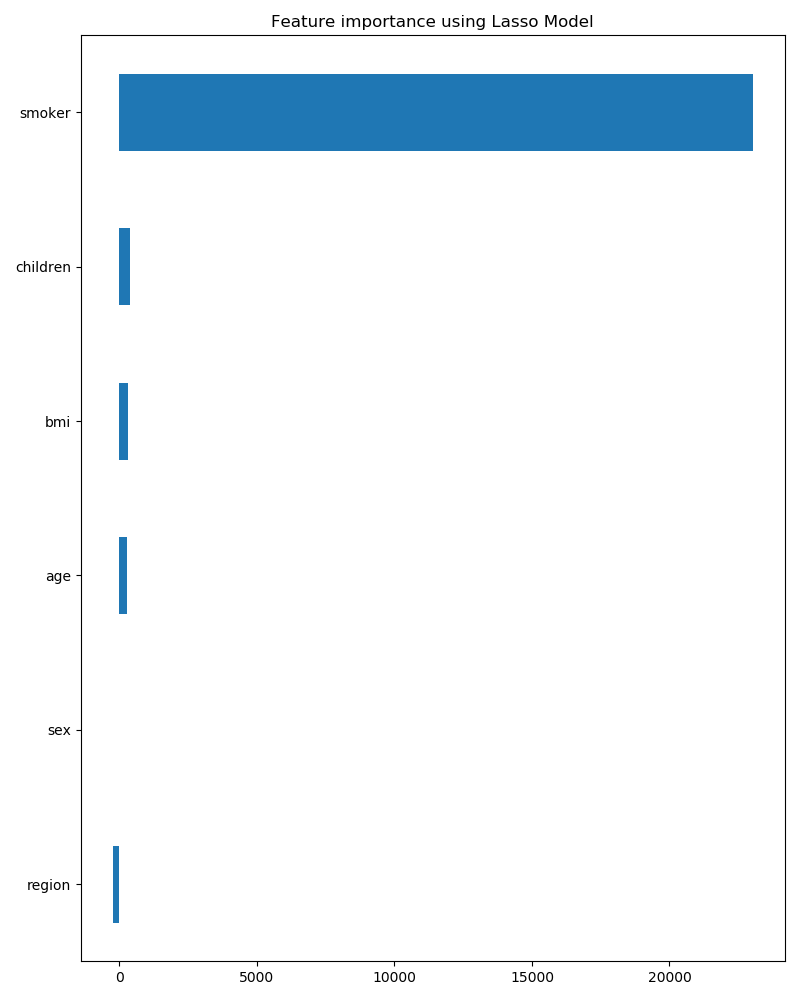 Feature importance using Lasso Model
smoker
children
bmi
age
sex
region
0 5000 10000 15000 20000